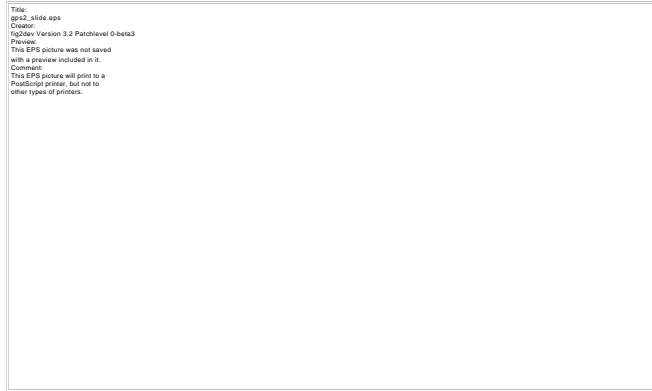 Title:
gps2_slide.eps
Creator:
fig2dev Version 3.2 Patchlevel 0-beta3
Preview:
This EPS picture was not saved
with a preview included in it.
Comment:
This EPS picture will print to a
PostScript printer, but not to
other types of printers.